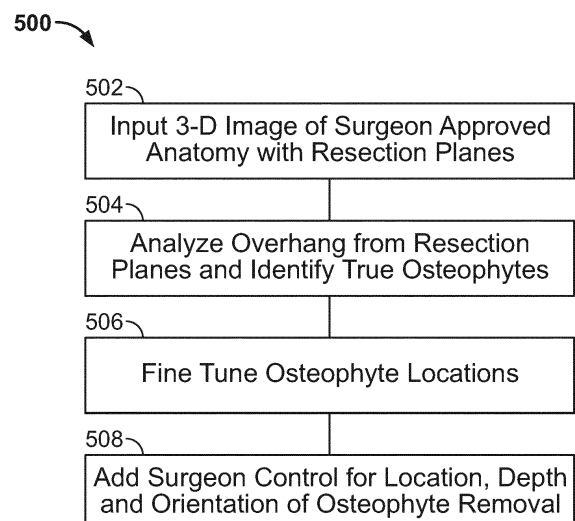 500
502
Input 3-D Image of Surgeon Approved
Anatomy with Resection Planes
504
Analyze Overhang from Resection
Planes and Identify True Osteophytes
506
Fine Tune Osteophyte Locations
508
Add Surgeon Control for Location, Depth
and Orientation of Osteophyte Removal